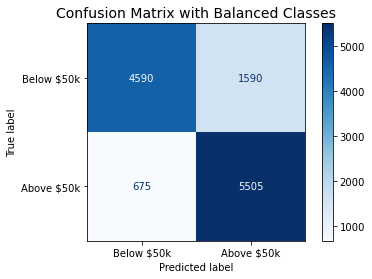 Confusion Matrix with Balanced Classes
Below $50k
4590
1590
True label
Above $50k
675
5505
Below $50k
Above $50k
Predicted label
5000
4000
3000
2000
1000